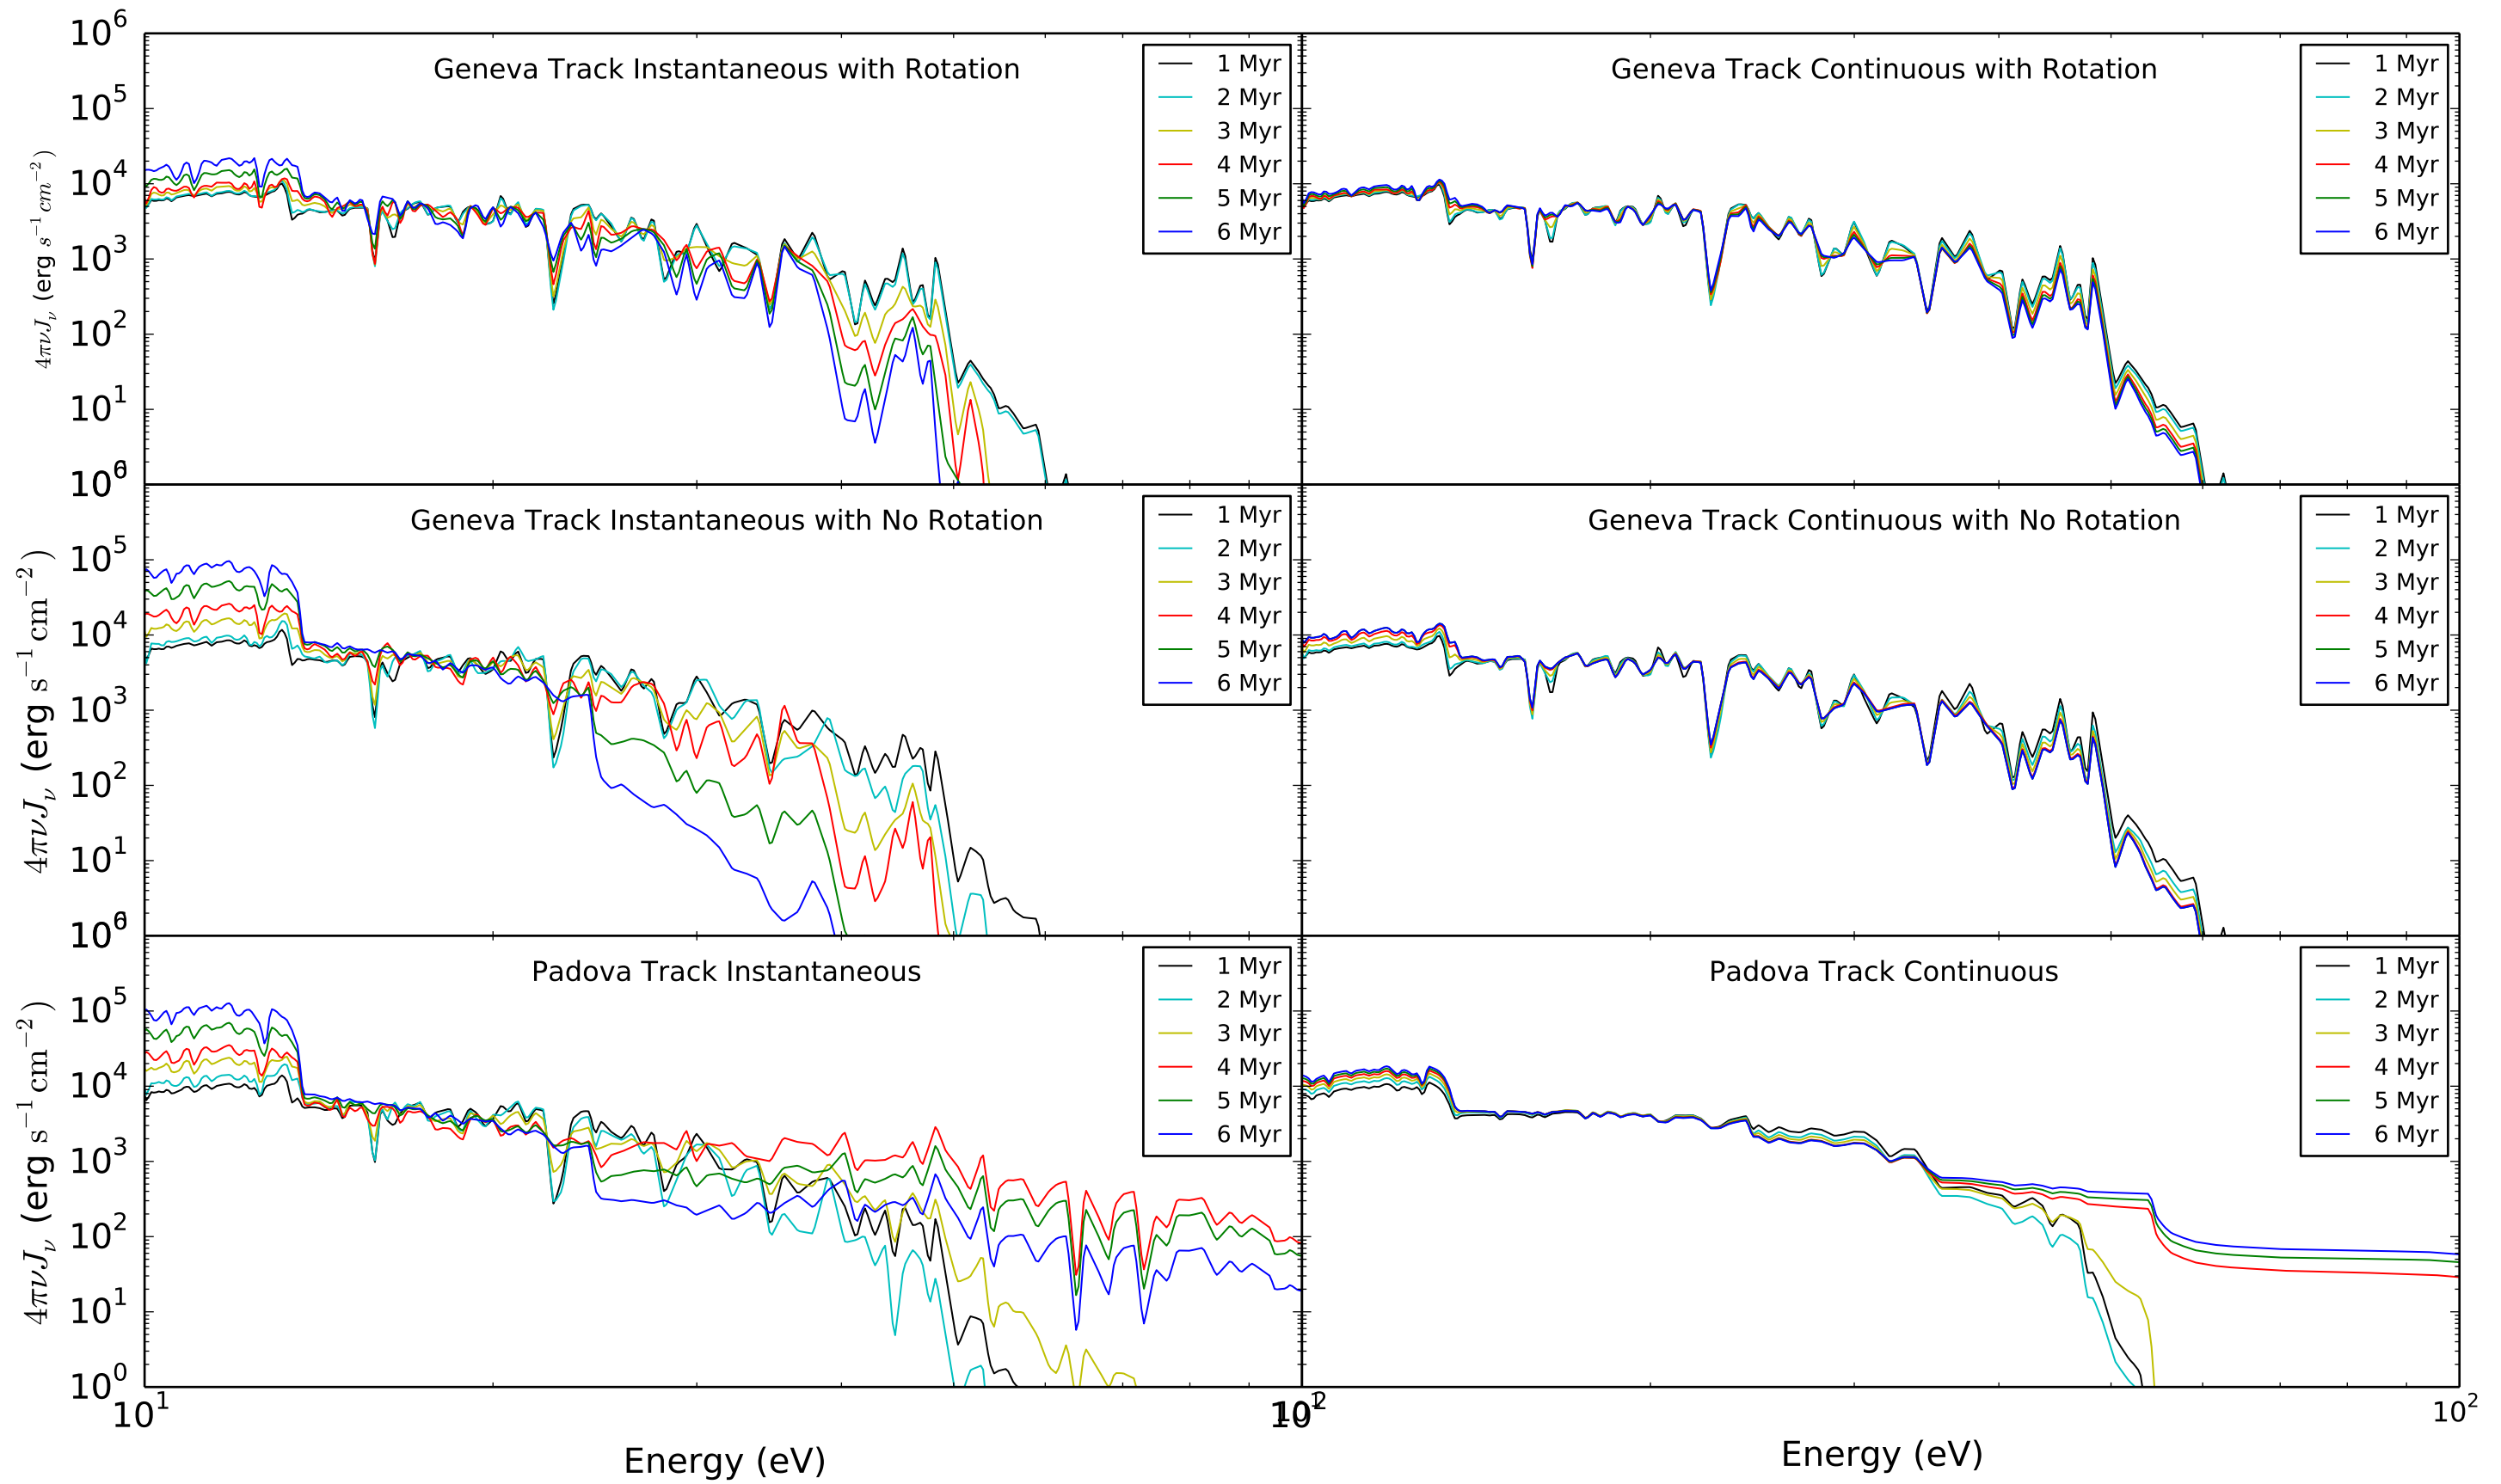 10^6
10^5
10^4
10^3
10^2
10^1
10^0
4πνJ_ν (erg s^−1 cm^−2)
Geneva Track Instantaneous with Rotation
1 Myr
2 Myr
3 Myr
4 Myr
5 Myr
6 Myr
Geneva Track Continuous with Rotation
1 Myr
2 Myr
3 Myr
4 Myr
5 Myr
6 Myr
10^6
10^5
10^4
10^3
10^2
10^1
10^0
4πνJ_ν (erg s^−1 cm^−2)
Geneva Track Instantaneous with No Rotation
1 Myr
2 Myr
3 Myr
4 Myr
5 Myr
6 Myr
Geneva Track Continuous with No Rotation
1 Myr
2 Myr
3 Myr
4 Myr
5 Myr
6 Myr
10^6
10^5
10^4
10^3
10^2
10^1
10^0
4πνJ_ν (erg s^−1 cm^−2)
Padova Track Instantaneous
1 Myr
2 Myr
3 Myr
4 Myr
5 Myr
6 Myr
Padova Track Continuous
1 Myr
2 Myr
3 Myr
4 Myr
5 Myr
6 Myr
10^1
10^2
10^1
10^2
Energy (eV)
Energy (eV)